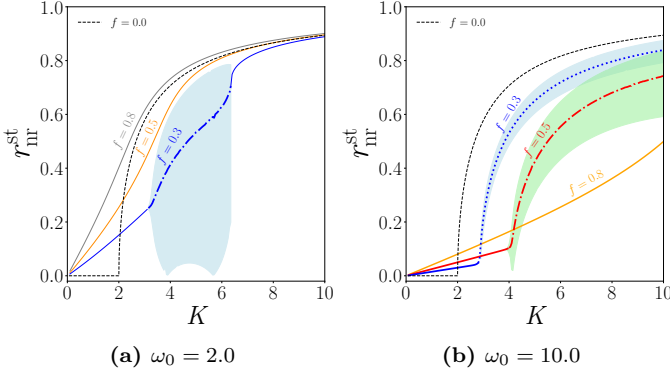 1.0
0.8
0.6
0.4
0.2
0.0
r_nr^st
f = 0.0
f = 0.8
f = 0.5
f = 0.3
0 2 4 6 8 10
K
(a) ω₀ = 2.0
1.0
0.8
0.6
0.4
0.2
0.0
r_nr^st
f = 0.0
f = 0.3
f = 0.5
f = 0.8
0 2 4 6 8 10
K
(b) ω₀ = 10.0